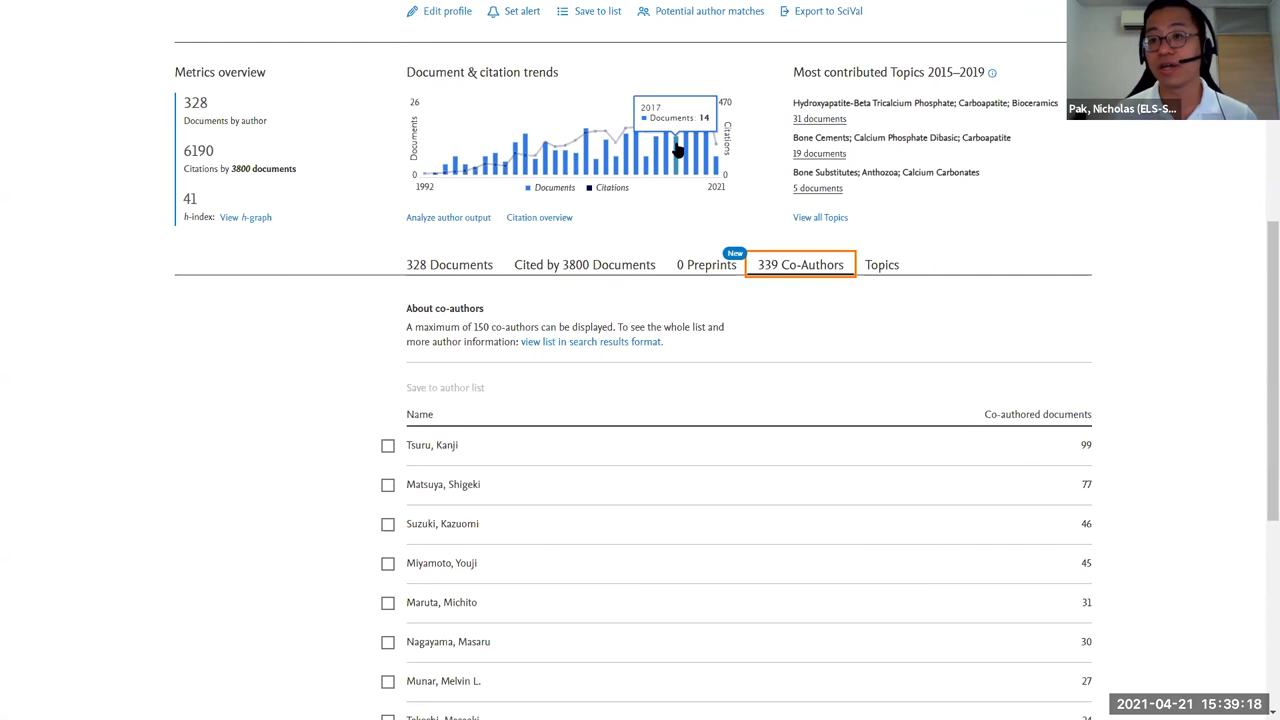 Edit profile
Set alert
Save to list
Potential author matches
Export to SciVal
Pak, Nicholas (ELS-S...
Metrics overview
328
Documents by author
6190
Citations by 3800 documents
41
h-index: View h-graph
Document & citation trends
26
Documents
0
1992
2017
Documents: 14
470
Citations
0
2021
Documents
Citations
Analyze author output
Citation overview
Most contributed Topics 2015–2019
Hydroxyapatite-Beta Tricalcium Phosphate; Carboapatite; Bioceramics
31 documents
Bone Cements; Calcium Phosphate Dibasic; Carboapatite
19 documents
Bone Substitutes; Anthozoa; Calcium Carbonates
5 documents
View all Topics
328 Documents
Cited by 3800 Documents
New
0 Preprints
339 Co-Authors
Topics
About co-authors
A maximum of 150 co-authors can be displayed. To see the whole list and
more author information: view list in search results format.
Save to author list
Name
Co-authored documents
Tsuru, Kanji
99
Matsuya, Shigeki
77
Suzuki, Kazuomi
46
Miyamoto, Youji
45
Maruta, Michito
31
Nagayama, Masaru
30
Munar, Melvin L.
27
2021-04-21 15:39:18